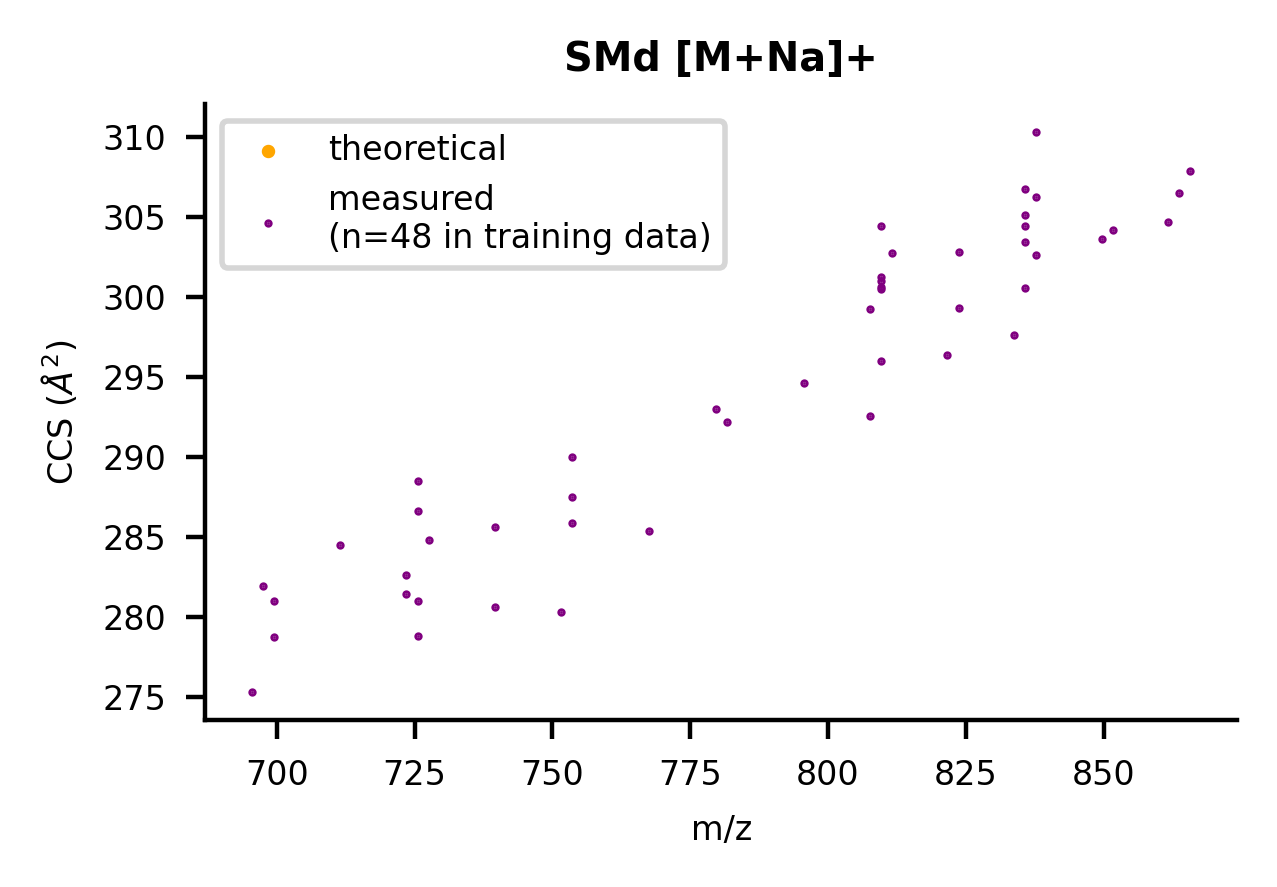 SMd [M+Na]+
theoretical
measured
(n=48 in training data)
CCS (Å²)
310
305
300
295
290
285
280
275
700 725 750 775 800 825 850
m/z